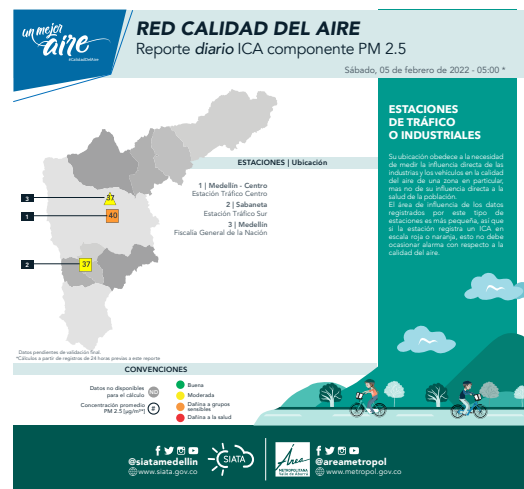 un mejor
aire
#CalidadDelAire
RED CALIDAD DEL AIRE
Reporte diario ICA componente PM 2.5
Sábado, 05 de febrero de 2022 - 05:00 *
ESTACIONES | Ubicación
1 | Medellín - Centro
Estación Tráfico Centro
2 | Sabaneta
Estación Tráfico Sur
3 | Medellín
Fiscalía General de la Nación
3
37
1
40
2
37
ESTACIONES
DE TRÁFICO
O INDUSTRIALES
Su ubicación obedece a la necesidad
de medir la influencia directa de las
industrias y los vehículos en la calidad
del aire de una zona en particular,
mas no de su influencia directa a la
salud de la población.
El área de influencia de los datos
registrados por este tipo de
estaciones es más pequeña, así que
si la estación registra un ICA en
escala roja o naranja, esto no debe
ocasionar alarma con respecto a la
calidad del aire.
Datos pendientes de validación final.
*Cálculos a partir de registros de 24 horas previas a este reporte
CONVENCIONES
Datos no disponibles
para el cálculo
Concentración promedio
PM 2.5 [µg/m³]
#
Buena
Moderada
Dañina a grupos
sensibles
Dañina a la salud
@siatamedellin
www.siata.gov.co
SIATA
Área
METROPOLITANA
Valle de Aburrá
@areametropol
www.metropol.gov.co